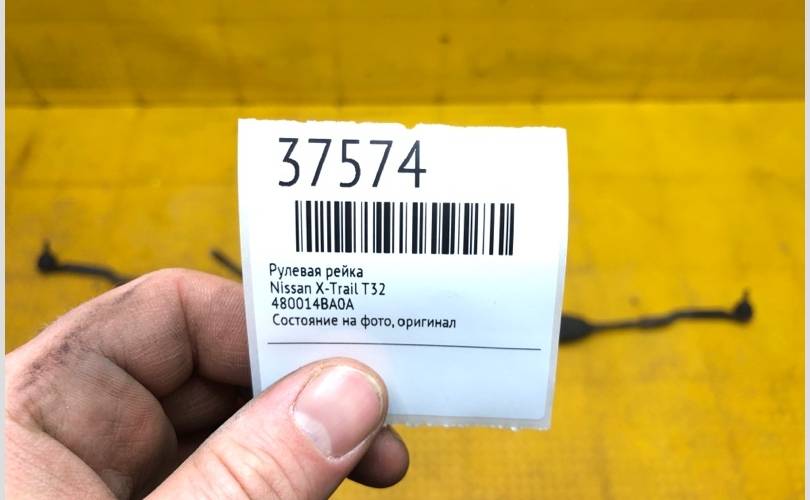 37574
Рулевая рейка
Nissan X-Trail T32
480014BA0A
Состояние на фото, оригинал